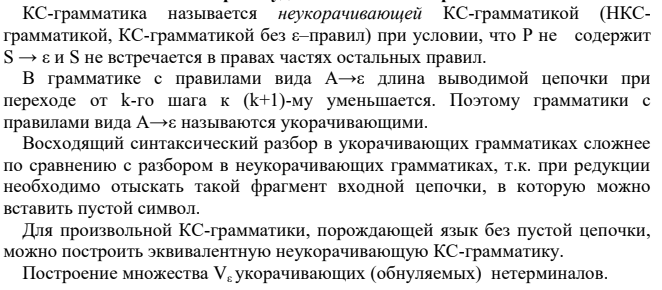 КС-грамматика называется неукорачивающей КС-грамматикой (НКС-
грамматикой, КС-грамматикой без ε–правил) при условии, что P не содержит
S → ε и S не встречается в правах частях остальных правил.
В грамматике с правилами вида A→ε длина выводимой цепочки при
переходе от k-го шага к (k+1)-му уменьшается. Поэтому грамматики с
правилами вида A→ε называются укорачивающими.
Восходящий синтаксический разбор в укорачивающих грамматиках сложнее
по сравнению с разбором в неукорачивающих грамматиках, т.к. при редукции
необходимо отыскать такой фрагмент входной цепочки, в которую можно
вставить пустой символ.
Для произвольной КС-грамматики, порождающей язык без пустой цепочки,
можно построить эквивалентную неукорачивающую КС-грамматику.
Построение множества Vε укорачивающих (обнуляемых) нетерминалов.